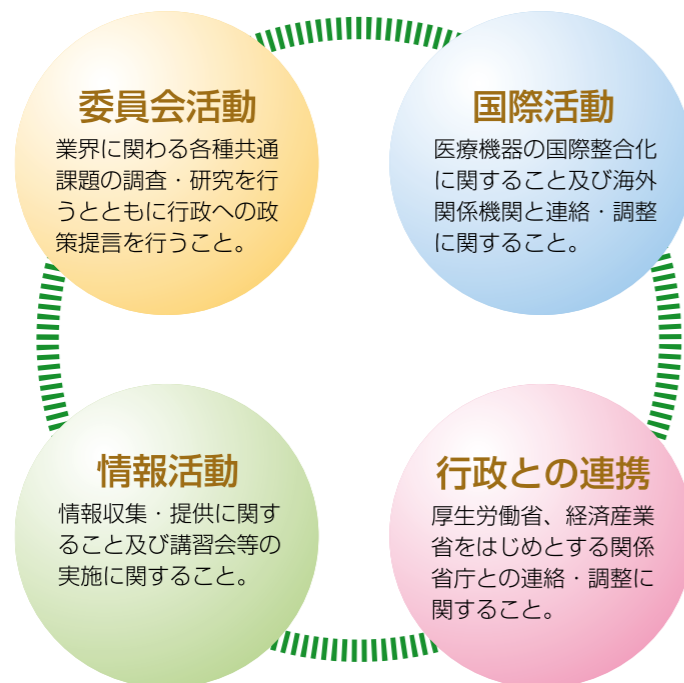 委員会活動
業界に関わる各種共通
課題の調査・研究を行
うとともに行政への政
策提言を行うこと。
国際活動
医療機器の国際整合化
に関すること及び海外
関係機関と連絡・調整
に関すること。
情報活動
情報収集・提供に関す
ること及び講習会等の
実施に関すること。
行政との連携
厚生労働省、経済産業
省をはじめとする関係
省庁との連絡・調整に
関すること。